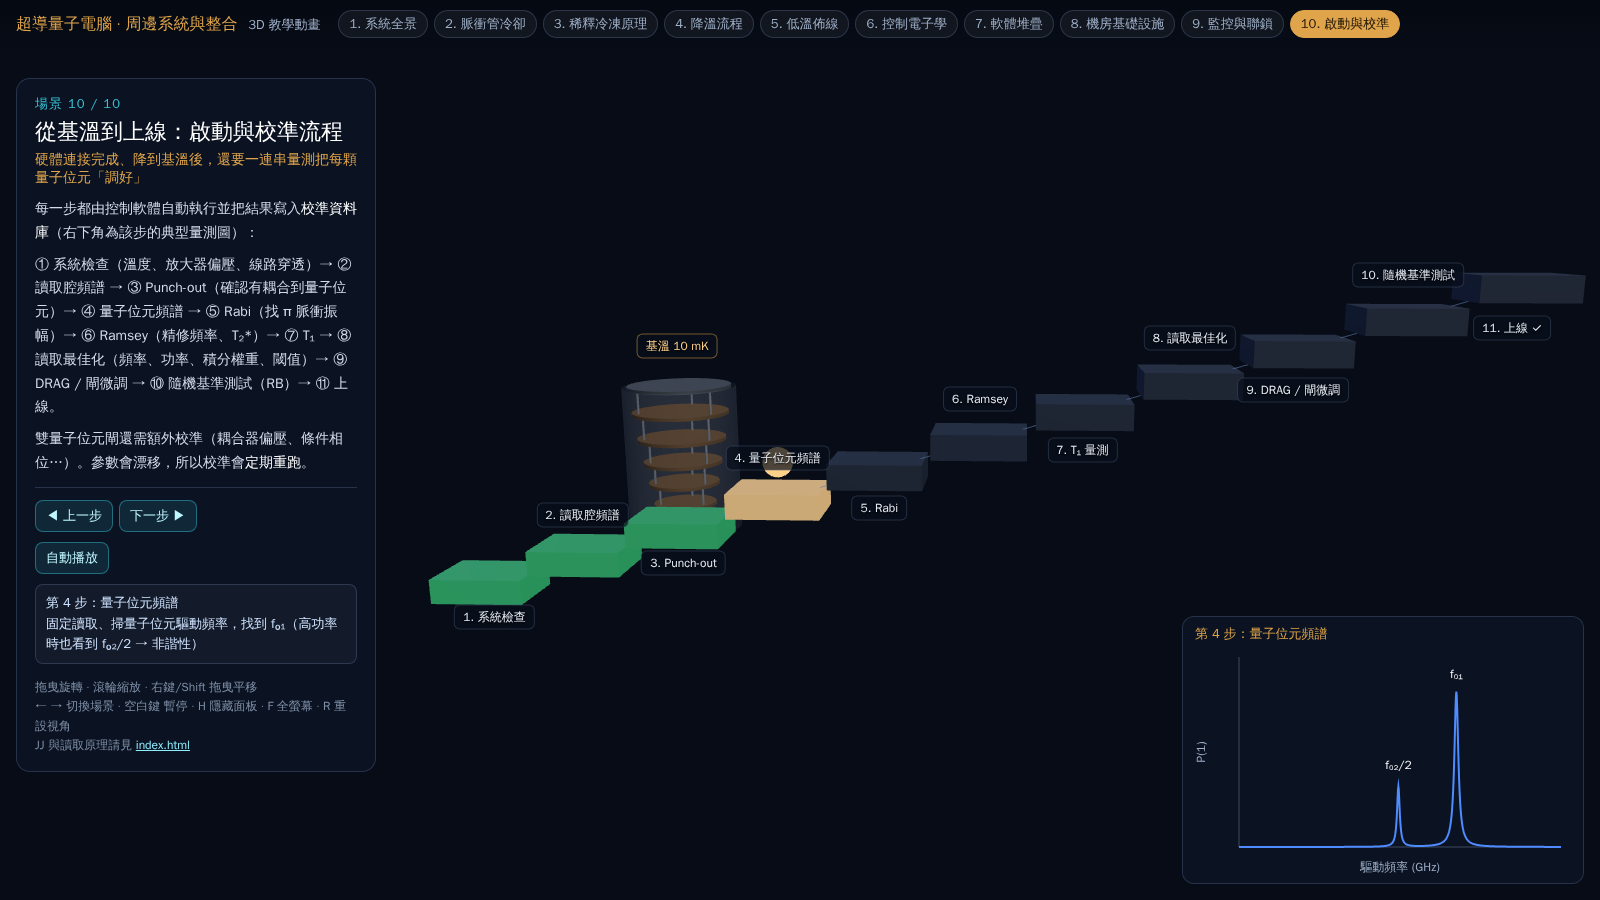 超導量子電腦 · 周邊系統與整合 3D 教學動畫
1. 系統全景
2. 脈衝管冷卻
3. 稀釋冷凍原理
4. 降溫流程
5. 低溫佈線
6. 控制電子學
7. 軟體堆疊
8. 機房基礎設施
9. 監控與聯鎖
10. 啟動與校準
場景 10 / 10
從基溫到上線：啟動與校準流程
硬體連接完成、降到基溫後，還要一連串量測把每顆
量子位元「調好」
每一步都由控制軟體自動執行並把結果寫入校準資料
庫（右下角為該步的典型量測圖）：
① 系統檢查（溫度、放大器偏壓、線路穿透）→ ②
讀取腔頻譜 → ③ Punch-out（確認有耦合到量子位
元）→ ④ 量子位元頻譜 → ⑤ Rabi（找 π 脈衝振
幅）→ ⑥ Ramsey（精修頻率、T₂*）→ ⑦ T₁ → ⑧
讀取最佳化（頻率、功率、積分權重、閾值）→ ⑨
DRAG / 閘微調 → ⑩ 隨機基準測試（RB）→ ⑪ 上
線。
雙量子位元閘還需額外校準（耦合器偏壓、條件相
位…）。參數會漂移，所以校準會定期重跑。
◀ 上一步
下一步 ▶
自動播放
第 4 步：量子位元頻譜
固定讀取、掃量子位元驅動頻率，找到 f₀₁（高功率
時也看到 f₀₂/2 → 非諧性）
拖曳旋轉 · 滾輪縮放 · 右鍵/Shift 拖曳平移
← → 切換場景 · 空白鍵 暫停 · H 隱藏面板 · F 全螢幕 · R 重
設視角
JJ 與讀取原理請見 index.html
基溫 10 mK
1. 系統檢查
2. 讀取腔頻譜
3. Punch-out
4. 量子位元頻譜
5. Rabi
6. Ramsey
7. T₁ 量測
8. 讀取最佳化
9. DRAG / 閘微調
10. 隨機基準測試
11. 上線 ✓
第 4 步：量子位元頻譜
f₀₁
f₀₂/2
P(1)
驅動頻率 (GHz)